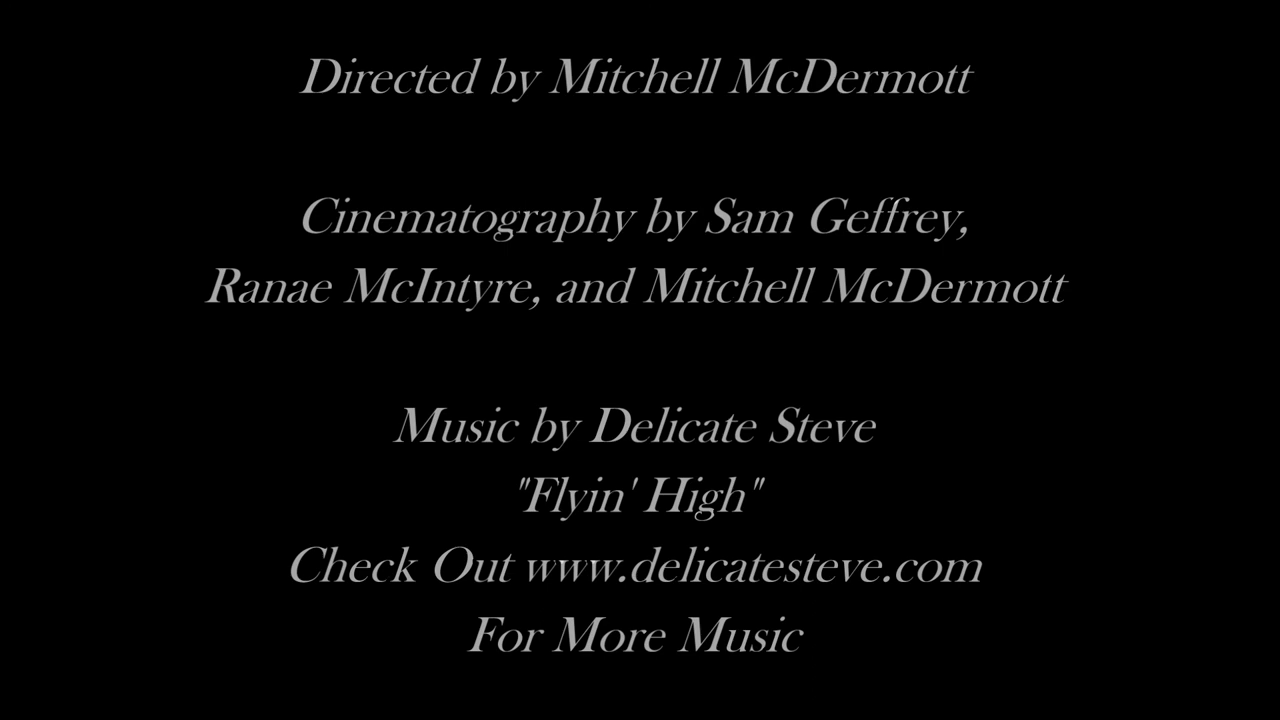 Directed by Mitchell McDermott
Cinematography by Sam Geffrey,
Ranae McIntyre, and Mitchell McDermott
Music by Delicate Steve
"Flyin' High"
Check Out www.delicatesteve.com
For More Music